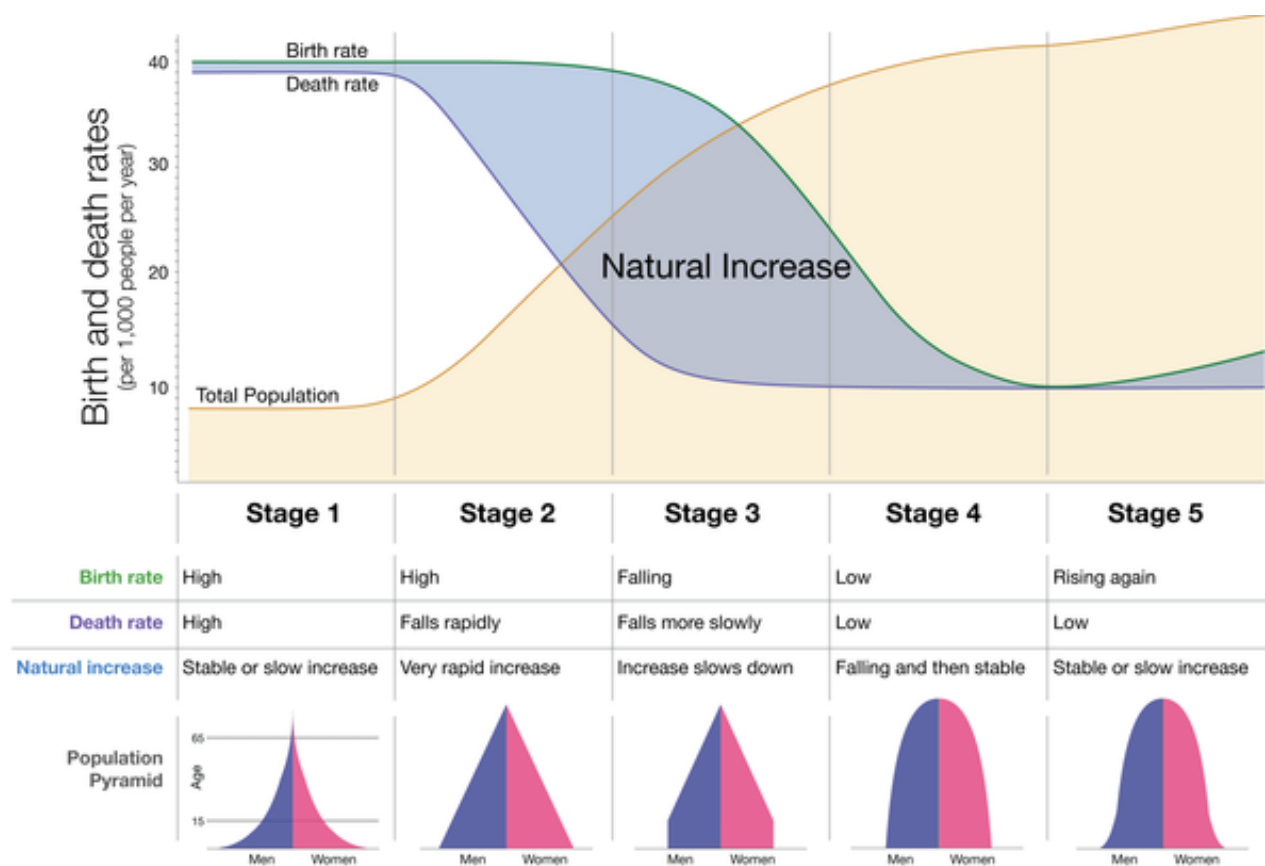 Birth rate
Death rate
Total Population
Natural Increase
Birth and death rates
(per 1,000 people per year)
40
30
20
10
Stage 1 Stage 2 Stage 3 Stage 4 Stage 5
Birth rate High High Falling Low Rising again
Death rate High Falls rapidly Falls more slowly Low Low
Natural increase Stable or slow increase Very rapid increase Increase slows down Falling and then stable Stable or slow increase
Population
Pyramid
65
Age
15
Men Women Men Women Men Women Men Women Men Women